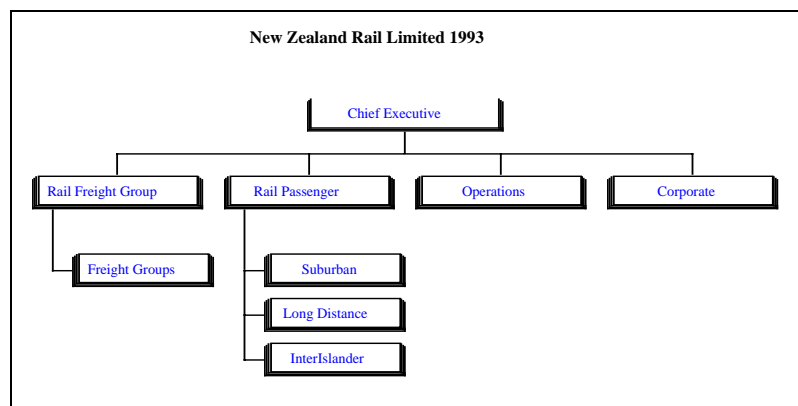 New Zealand Rail Limited 1993
Chief Executive
Rail Freight Group
Rail Passenger
Operations
Corporate
Freight Groups
Suburban
Long Distance
InterIslander